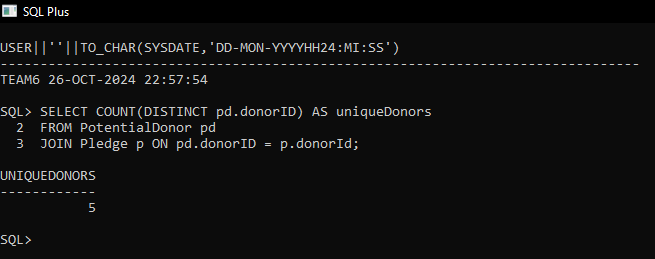 SQL Plus
USER||''||TO_CHAR(SYSDATE,'DD-MON-YYYYHH24:MI:SS')
--------------------------------------------------------------------------------
TEAM6 26-OCT-2024 22:57:54
SQL> SELECT COUNT(DISTINCT pd.donorID) AS uniqueDonors
  2  FROM PotentialDonor pd
  3  JOIN Pledge p ON pd.donorID = p.donorId;
UNIQUEDONORS
------------
           5
SQL>